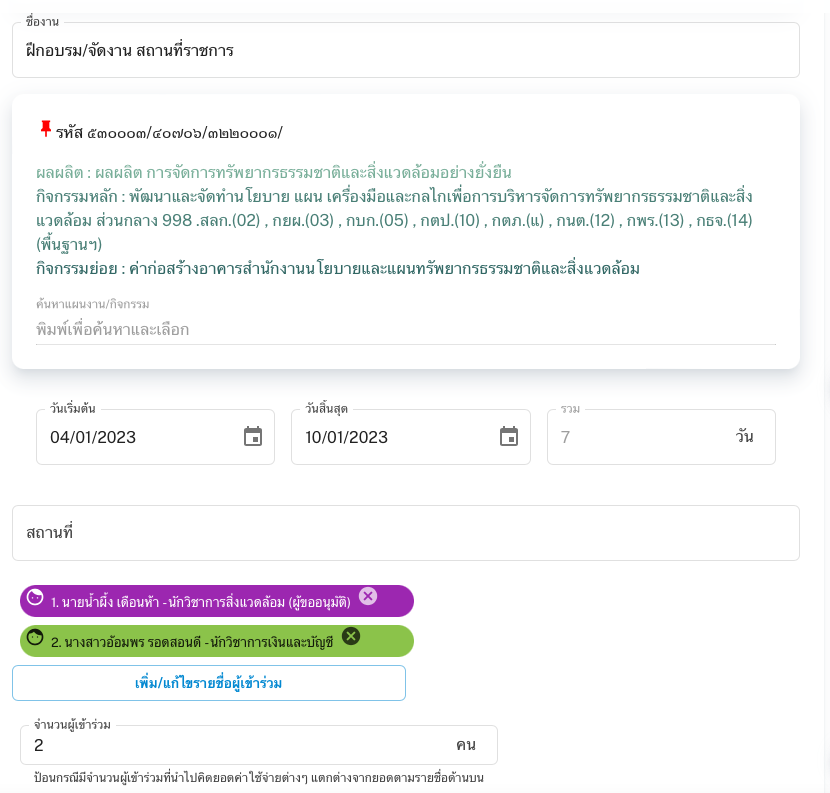 ชื่องาน
ฝึกอบรม/จัดงาน สถานที่ราชการ
รหัส ๕๓๐๐๐๓/๔๐๗๐๖/๓๒๒๐๐๐๑/
ผลผลิต : ผลผลิต การจัดการทรัพยากรธรรมชาติและสิ่งแวดล้อมอย่างยั่งยืน
กิจกรรมหลัก : พัฒนาและจัดทำนโยบาย แผน เครื่องมือและกลไกเพื่อการบริหารจัดการทรัพยากรธรรมชาติและสิ่ง
แวดล้อม ส่วนกลาง 998 .สลก.(02) , กยผ.(03) , กบก.(05) , กตป.(10) , กตภ.(แ) , กนต.(12) , กพร.(13) , กธจ.(14)
(พื้นฐานฯ)
กิจกรรมย่อย : ค่าก่อสร้างอาคารสำนักงานนโยบายและแผนทรัพยากรธรรมชาติและสิ่งแวดล้อม
ค้นหาแผนงาน/กิจกรรม
พิมพ์เพื่อค้นหาและเลือก
วันเริ่มต้น วันสิ้นสุด รวม
04/01/2023 10/01/2023 7 วัน
สถานที่
1. นายน้ำผึ้ง เดือนห้า - นักวิชาการสิ่งแวดล้อม (ผู้ขออนุมัติ)
2. นางสาวอ้อมพร รอดสอนดี - นักวิชาการเงินและบัญชี
เพิ่ม/แก้ไขรายชื่อผู้เข้าร่วม
จำนวนผู้เข้าร่วม
2 คน
ป้อนกรณีมีจำนวนผู้เข้าร่วมที่นำไปคิดยอดค่าใช้จ่ายต่างๆ แตกต่างจากยอดตามรายชื่อด้านบน